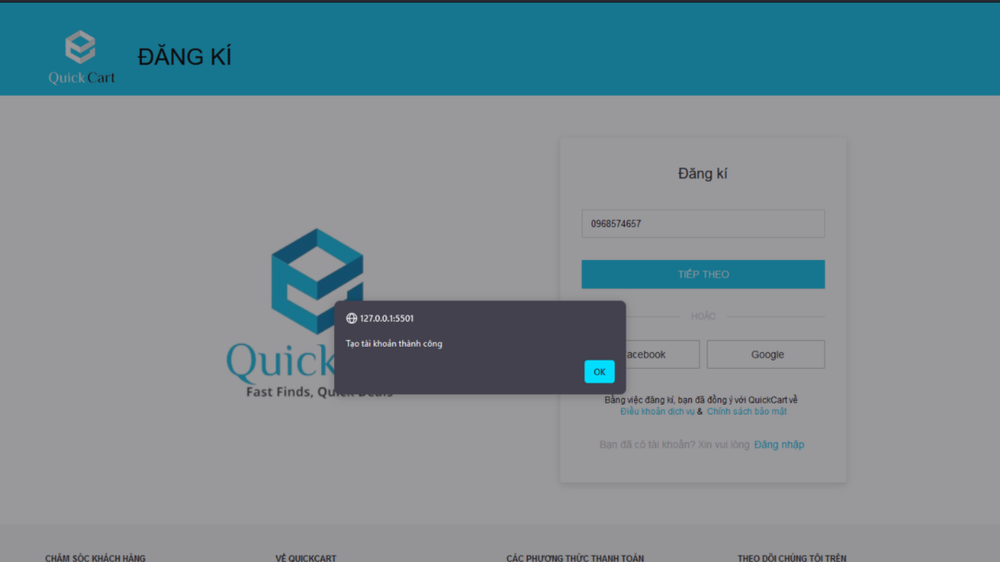 ĐĂNG KÍ
Quick Cart
Đăng kí
0968574657
TIẾP THEO
HOẶC
acebook
Google
Quick
Fast Finds, Quick Deals
127.0.0.1:5501
Tạo tài khoản thành công
OK
Bằng việc đăng kí, bạn đã đồng ý với QuickCart về
Điều khoản dịch vụ & Chính sách bảo mật
Bạn đã có tài khoản? Xin vui lòng Đăng nhập
CHĂM SÓC KHÁCH HÀNG
VỀ QUICKCART
CÁC PHƯƠNG THỨC THANH TOÁN
THEO DÕI CHÚNG TÔI TRÊN